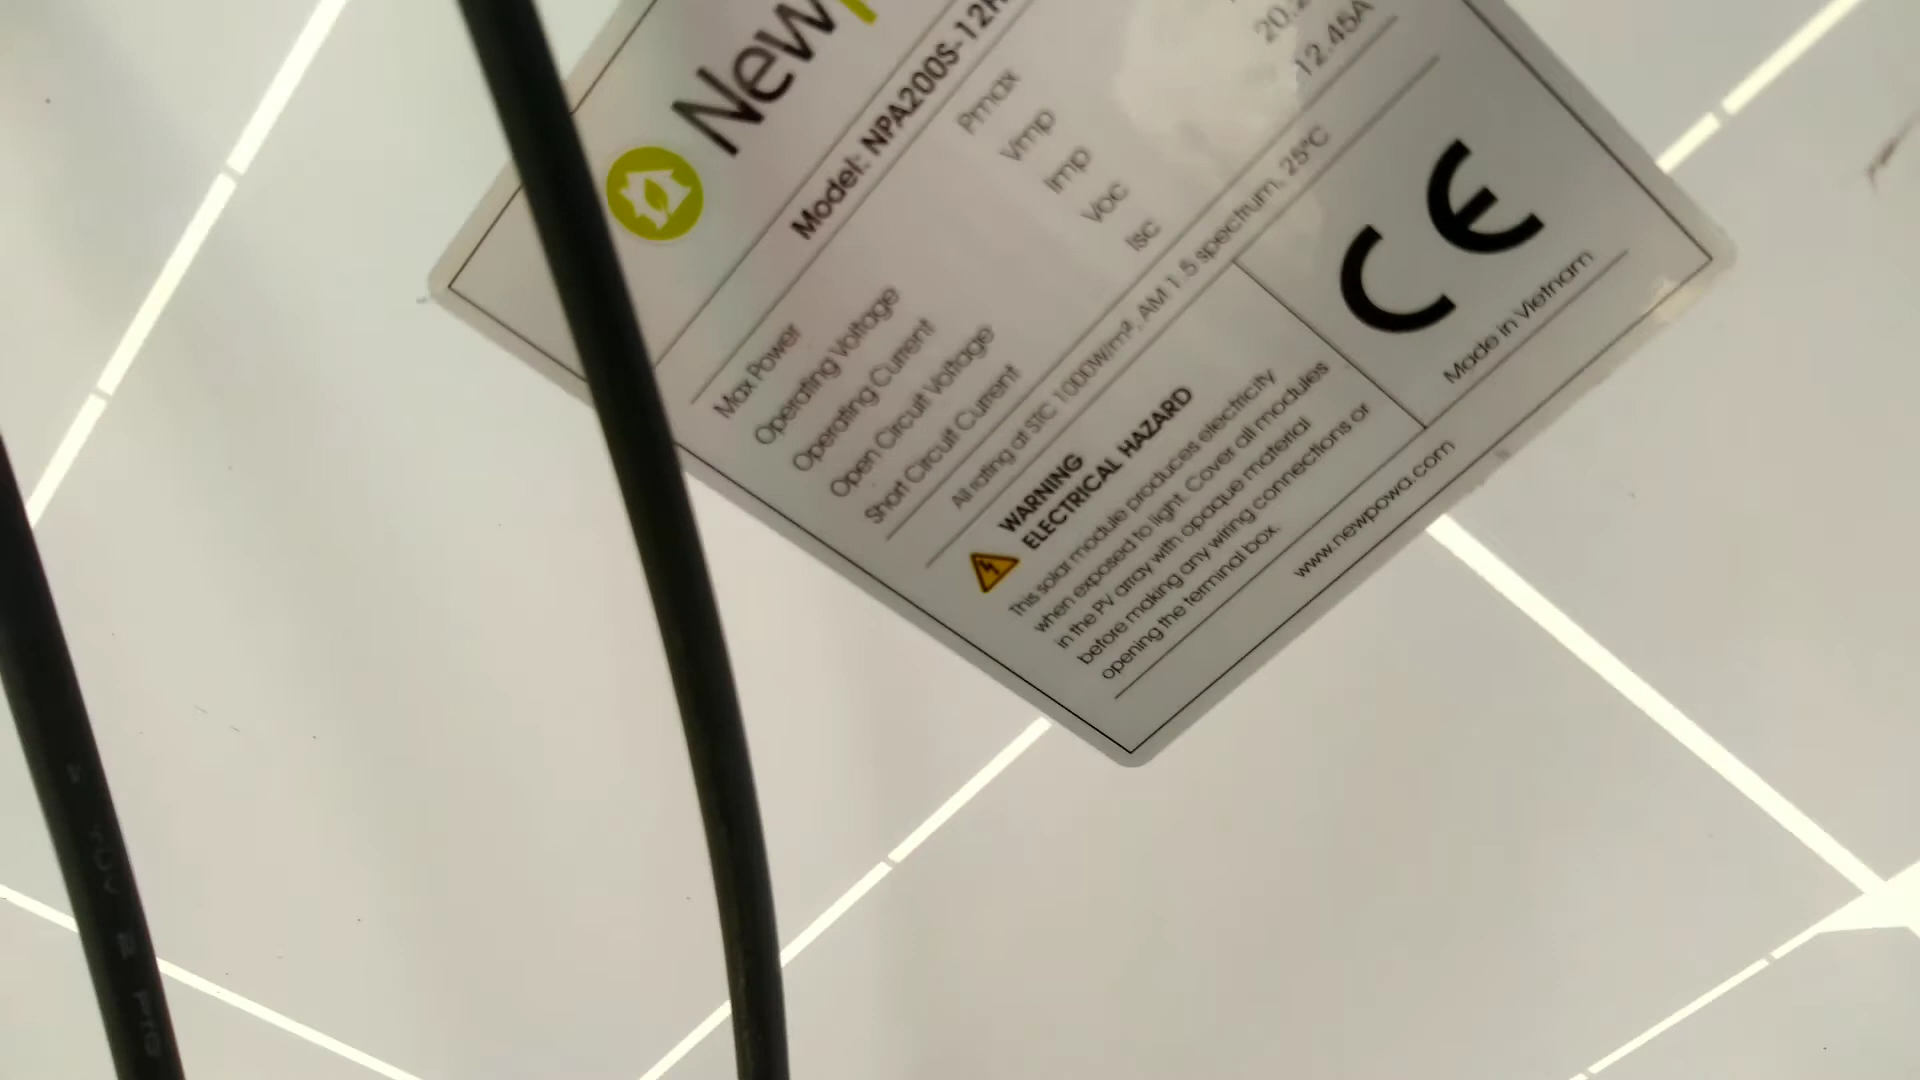 New
Model: NPA200S-12
Max Power Pmax
Operating Voltage Vmp
Operating Current Imp
Open Circuit Voltage Voc 20.
Short Circuit Current Isc 12.45A
All rating at STC 1000W/m², AM 1.5 spectrum, 25°C
WARNING
ELECTRICAL HAZARD
This solar module produces electricity
when exposed to light. Cover all modules
in the PV array with opaque material
before making any wiring connections or
opening the terminal box.
CE
Made in Vietnam
www.newpowa.com